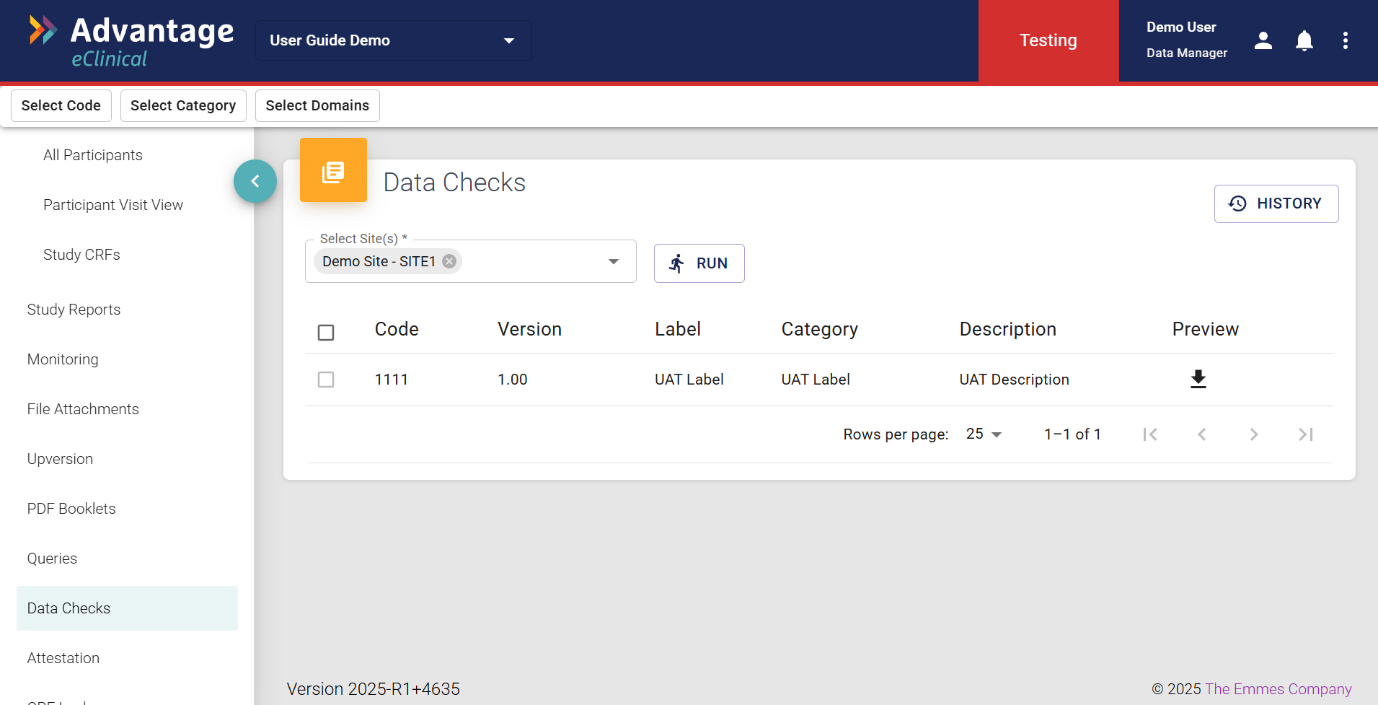 Advantage
eClinical
User Guide Demo
Testing
Demo User
Data Manager
Select Code
Select Category
Select Domains
All Participants
Participant Visit View
Study CRFs
Study Reports
Monitoring
File Attachments
Upversion
PDF Booklets
Queries
Data Checks
Attestation
Data Checks
HISTORY
Select Site(s) *
Demo Site - SITE1
RUN
Code Version Label Category Description Preview
1111 1.00 UAT Label UAT Label UAT Description
Rows per page: 25 1–1 of 1
Version 2025-R1+4635
© 2025 The Emmes Company